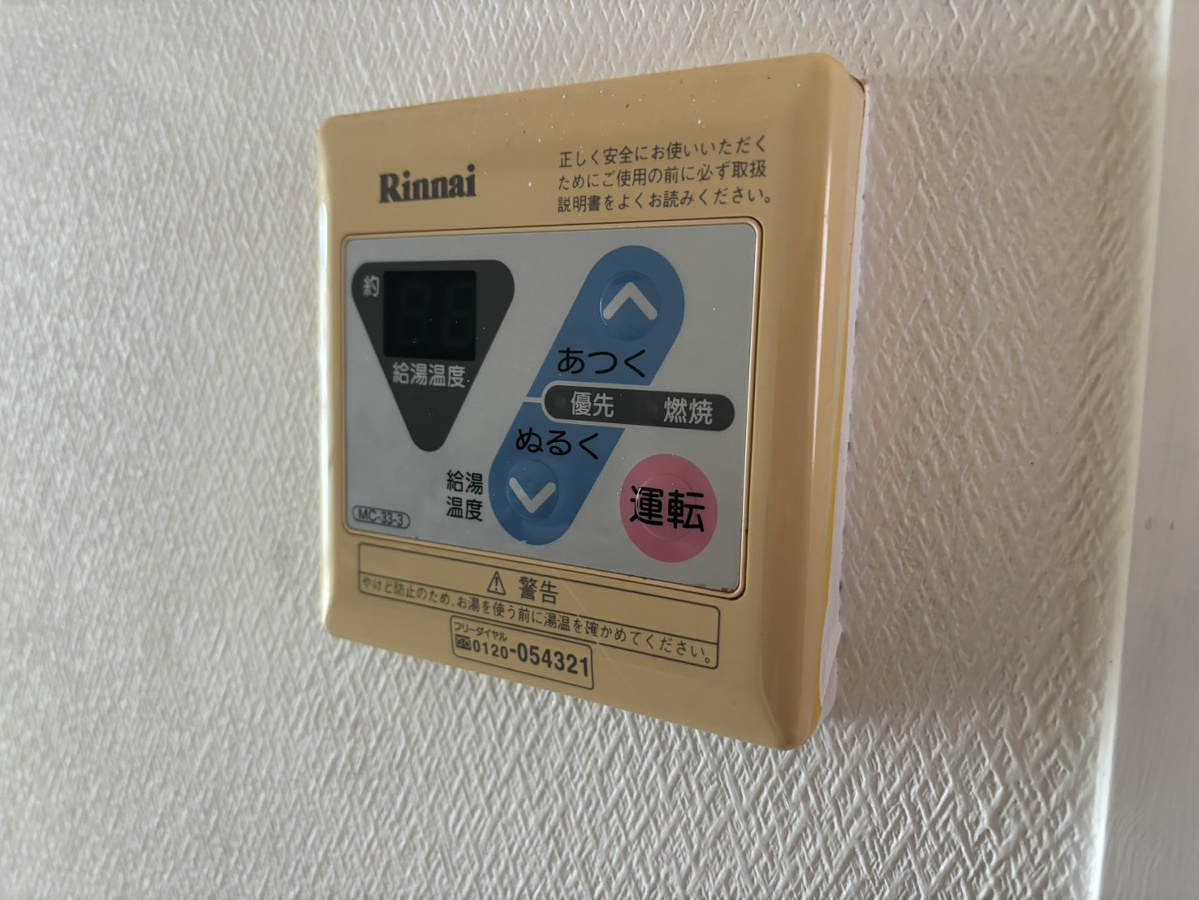 Rinnai
正しく安全にお使いいただく
ためにご使用の前に必ず取扱
説明書をよくお読みください。
約
給湯温度
あつく
優先 燃焼
ぬるく
給湯
温度
運転
MC-33-3
警告
やけど防止のため、お湯を使う前に湯温を確かめてください。
フリーダイヤル
0120-054321